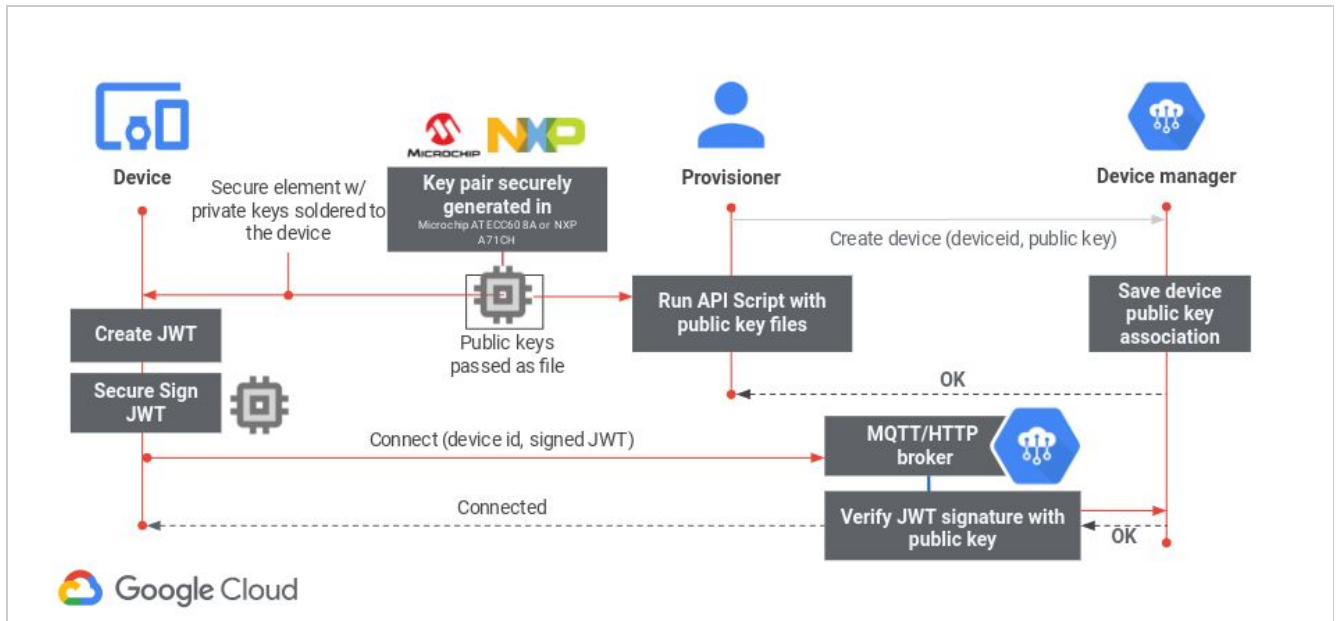 MICROCHIP
NXP
Device
Key pair securely
generated in
Microchip ATECC608A or NXP
A71CH
Provisioner
Device manager
Secure element w/
private keys soldered to
the device
Create device (deviceid, public key)
Run API Script with
public key files
Save device
public key
association
Create JWT
Public keys
passed as file
Secure Sign
JWT
OK
Connect (device id, signed JWT)
MQTT/HTTP
broker
Connected
Verify JWT signature with
public key
OK
Google Cloud